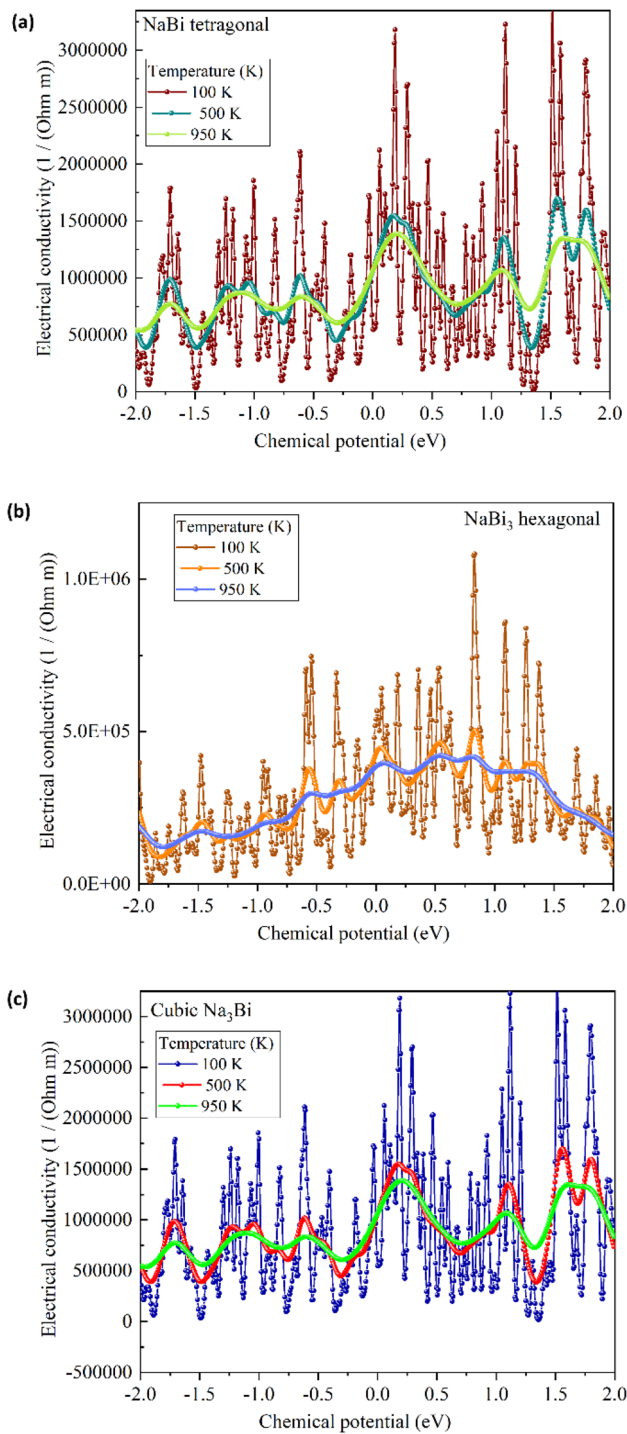 (a)
NaBi tetragonal
Temperature (K)
100 K
500 K
950 K
Electrical conductivity (1 / (Ohm m))
3000000
2500000
2000000
1500000
1000000
500000
0
-2.0 -1.5 -1.0 -0.5 0.0 0.5 1.0 1.5 2.0
Chemical potential (eV)
(b)
NaBi3 hexagonal
Temperature (K)
100 K
500 K
950 K
Electrical conductivity (1 / (Ohm m))
1.0E+06
5.0E+05
0.0E+00
-2.0 -1.5 -1.0 -0.5 0.0 0.5 1.0 1.5 2.0
Chemical potential (eV)
(c)
Cubic Na3Bi
Temperature (K)
100 K
500 K
950 K
Electrical conductivity (1 / (Ohm m))
3000000
2500000
2000000
1500000
1000000
500000
0
-500000
-2.0 -1.5 -1.0 -0.5 0.0 0.5 1.0 1.5 2.0
Chemical potential (eV)